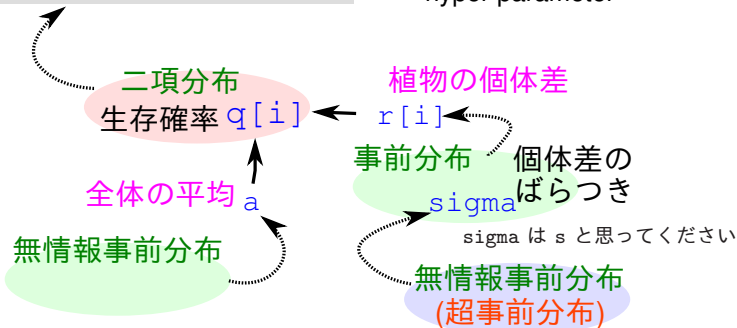 hyper parameter
二項分布
生存確率 q[i]
植物の個体差
r[i]
事前分布
個体差の
ばらつき
sigma
sigma は s と思ってください
全体の平均 a
無情報事前分布
無情報事前分布
(超事前分布)